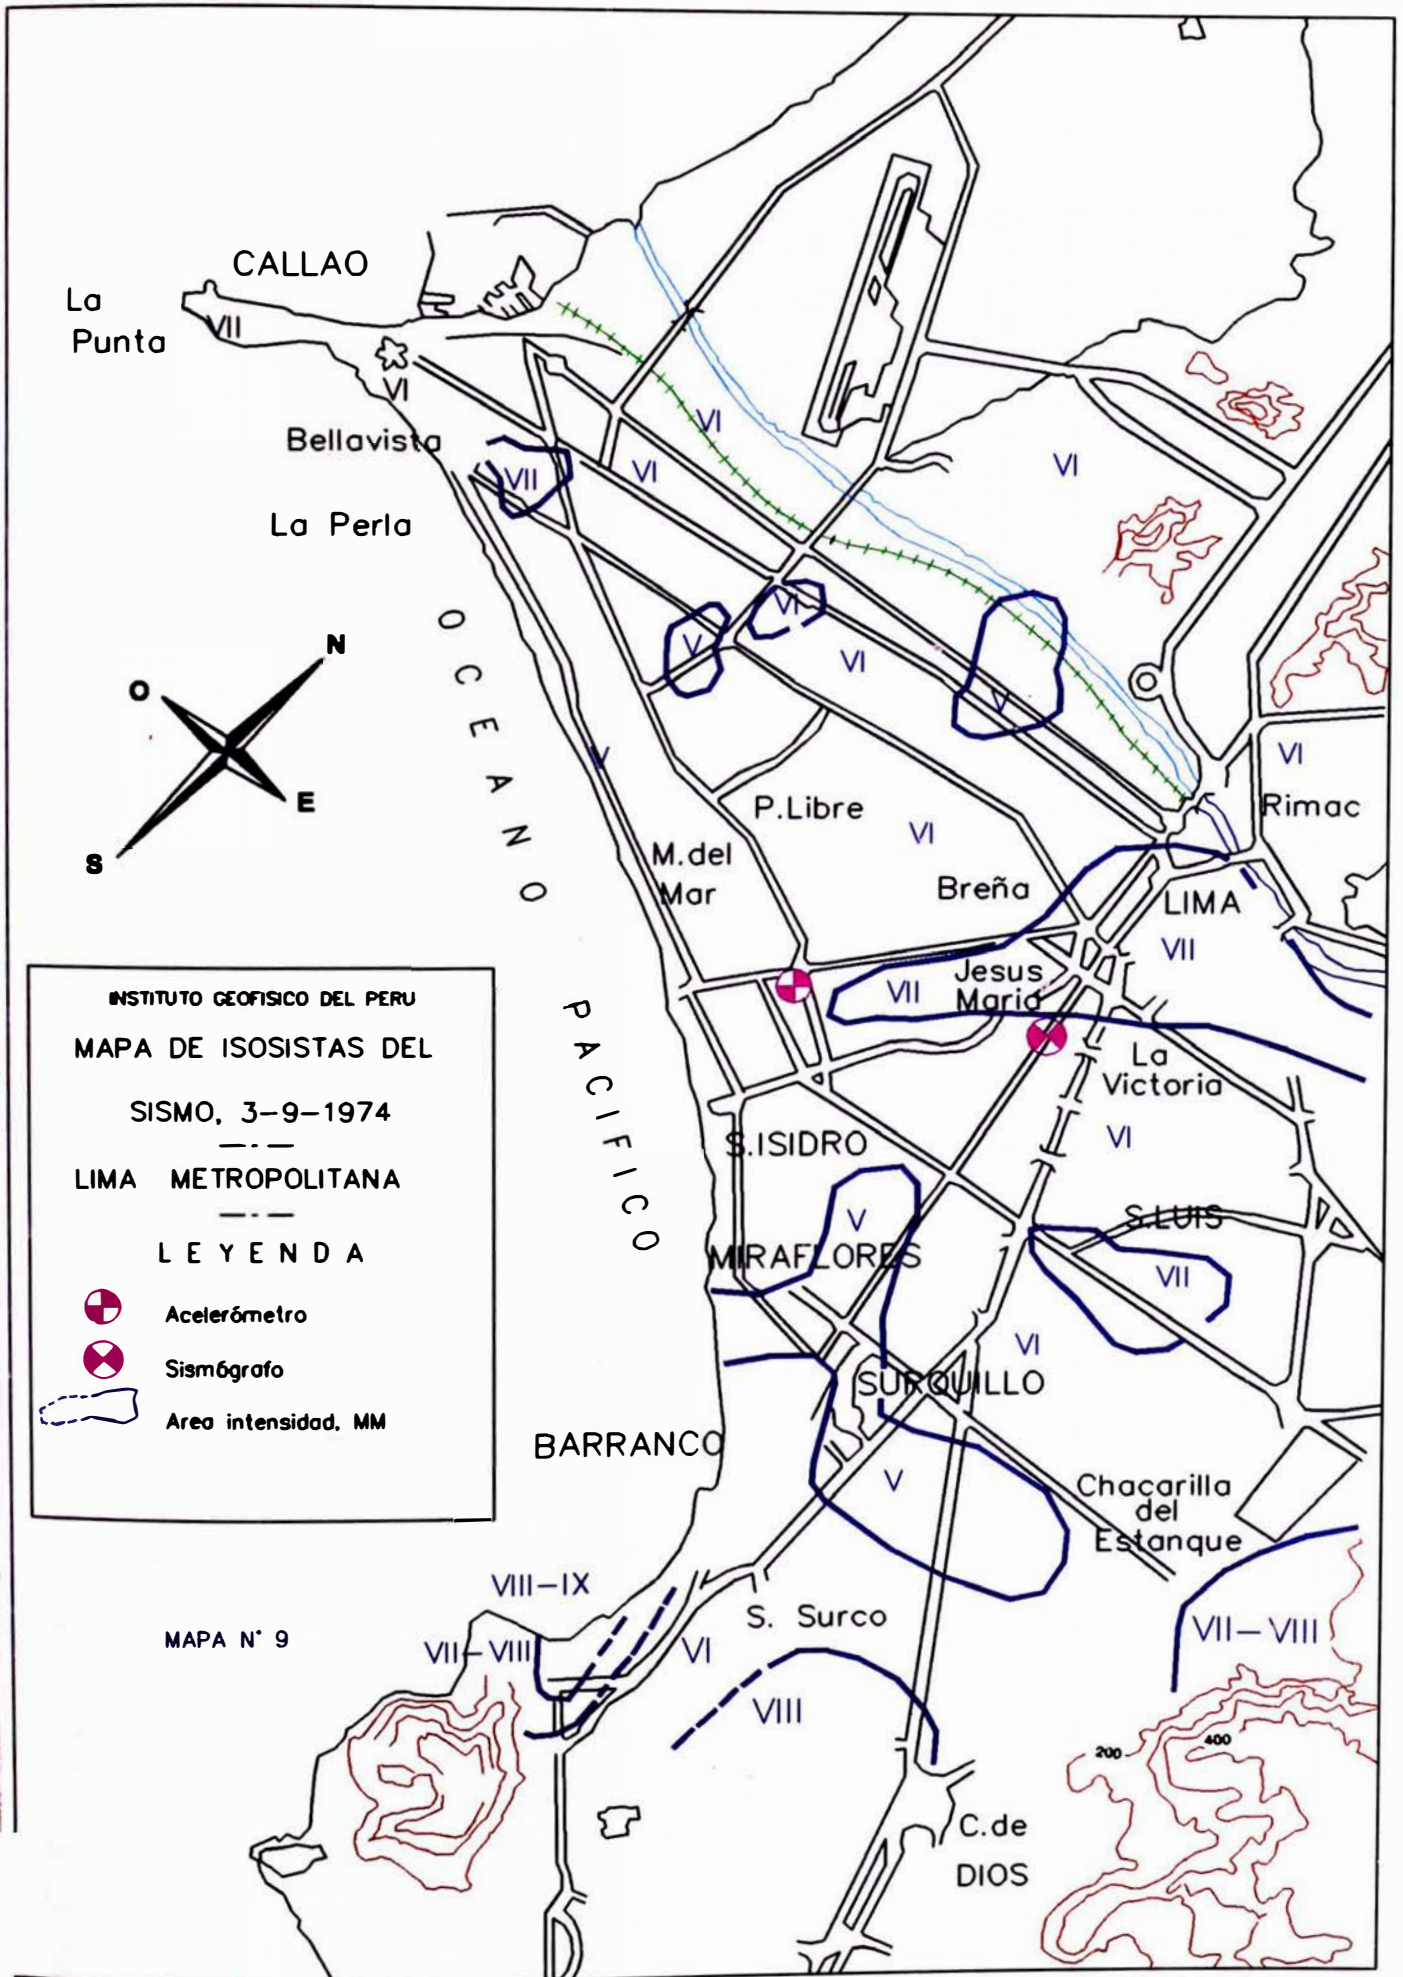 CALLAO
La
Punta
VII
VI
Bellavista
VII
VI
VI
VI
La Perla
OCEANO PACIFICO
N
O
E
S
V
VI
VI
V
V
VI
Rimac
P.Libre
VI
M.del
Mar
Breña
LIMA
VII
Jesus
Maria
VII
La
Victoria
VI
S.ISIDRO
V
S.LUIS
MIRAFLORES
VII
VI
SURQUILLO
BARRANCO
V
Chacarilla
del
Estanque
VIII-IX
S. Surco
VII-VIII
VI
VII-VIII
VIII
200
400
C.de
DIOS
INSTITUTO GEOFISICO DEL PERU
MAPA DE ISOSISTAS DEL
SISMO, 3-9-1974
LIMA METROPOLITANA
LEYENDA
Acelerómetro
Sismógrafo
Area intensidad, MM
MAPA N° 9